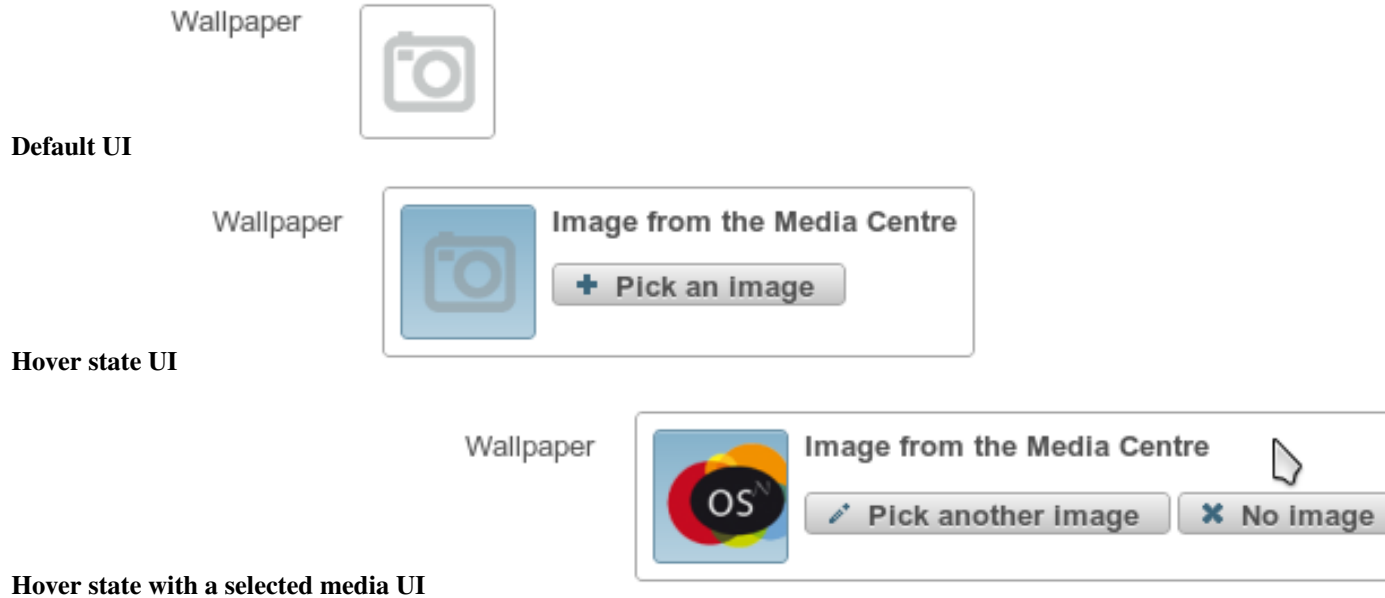 Wallpaper
Default UI
Wallpaper
Image from the Media Centre
Pick an image
Hover state UI
Wallpaper
Image from the Media Centre
OSN
Pick another image
No image
Hover state with a selected media UI